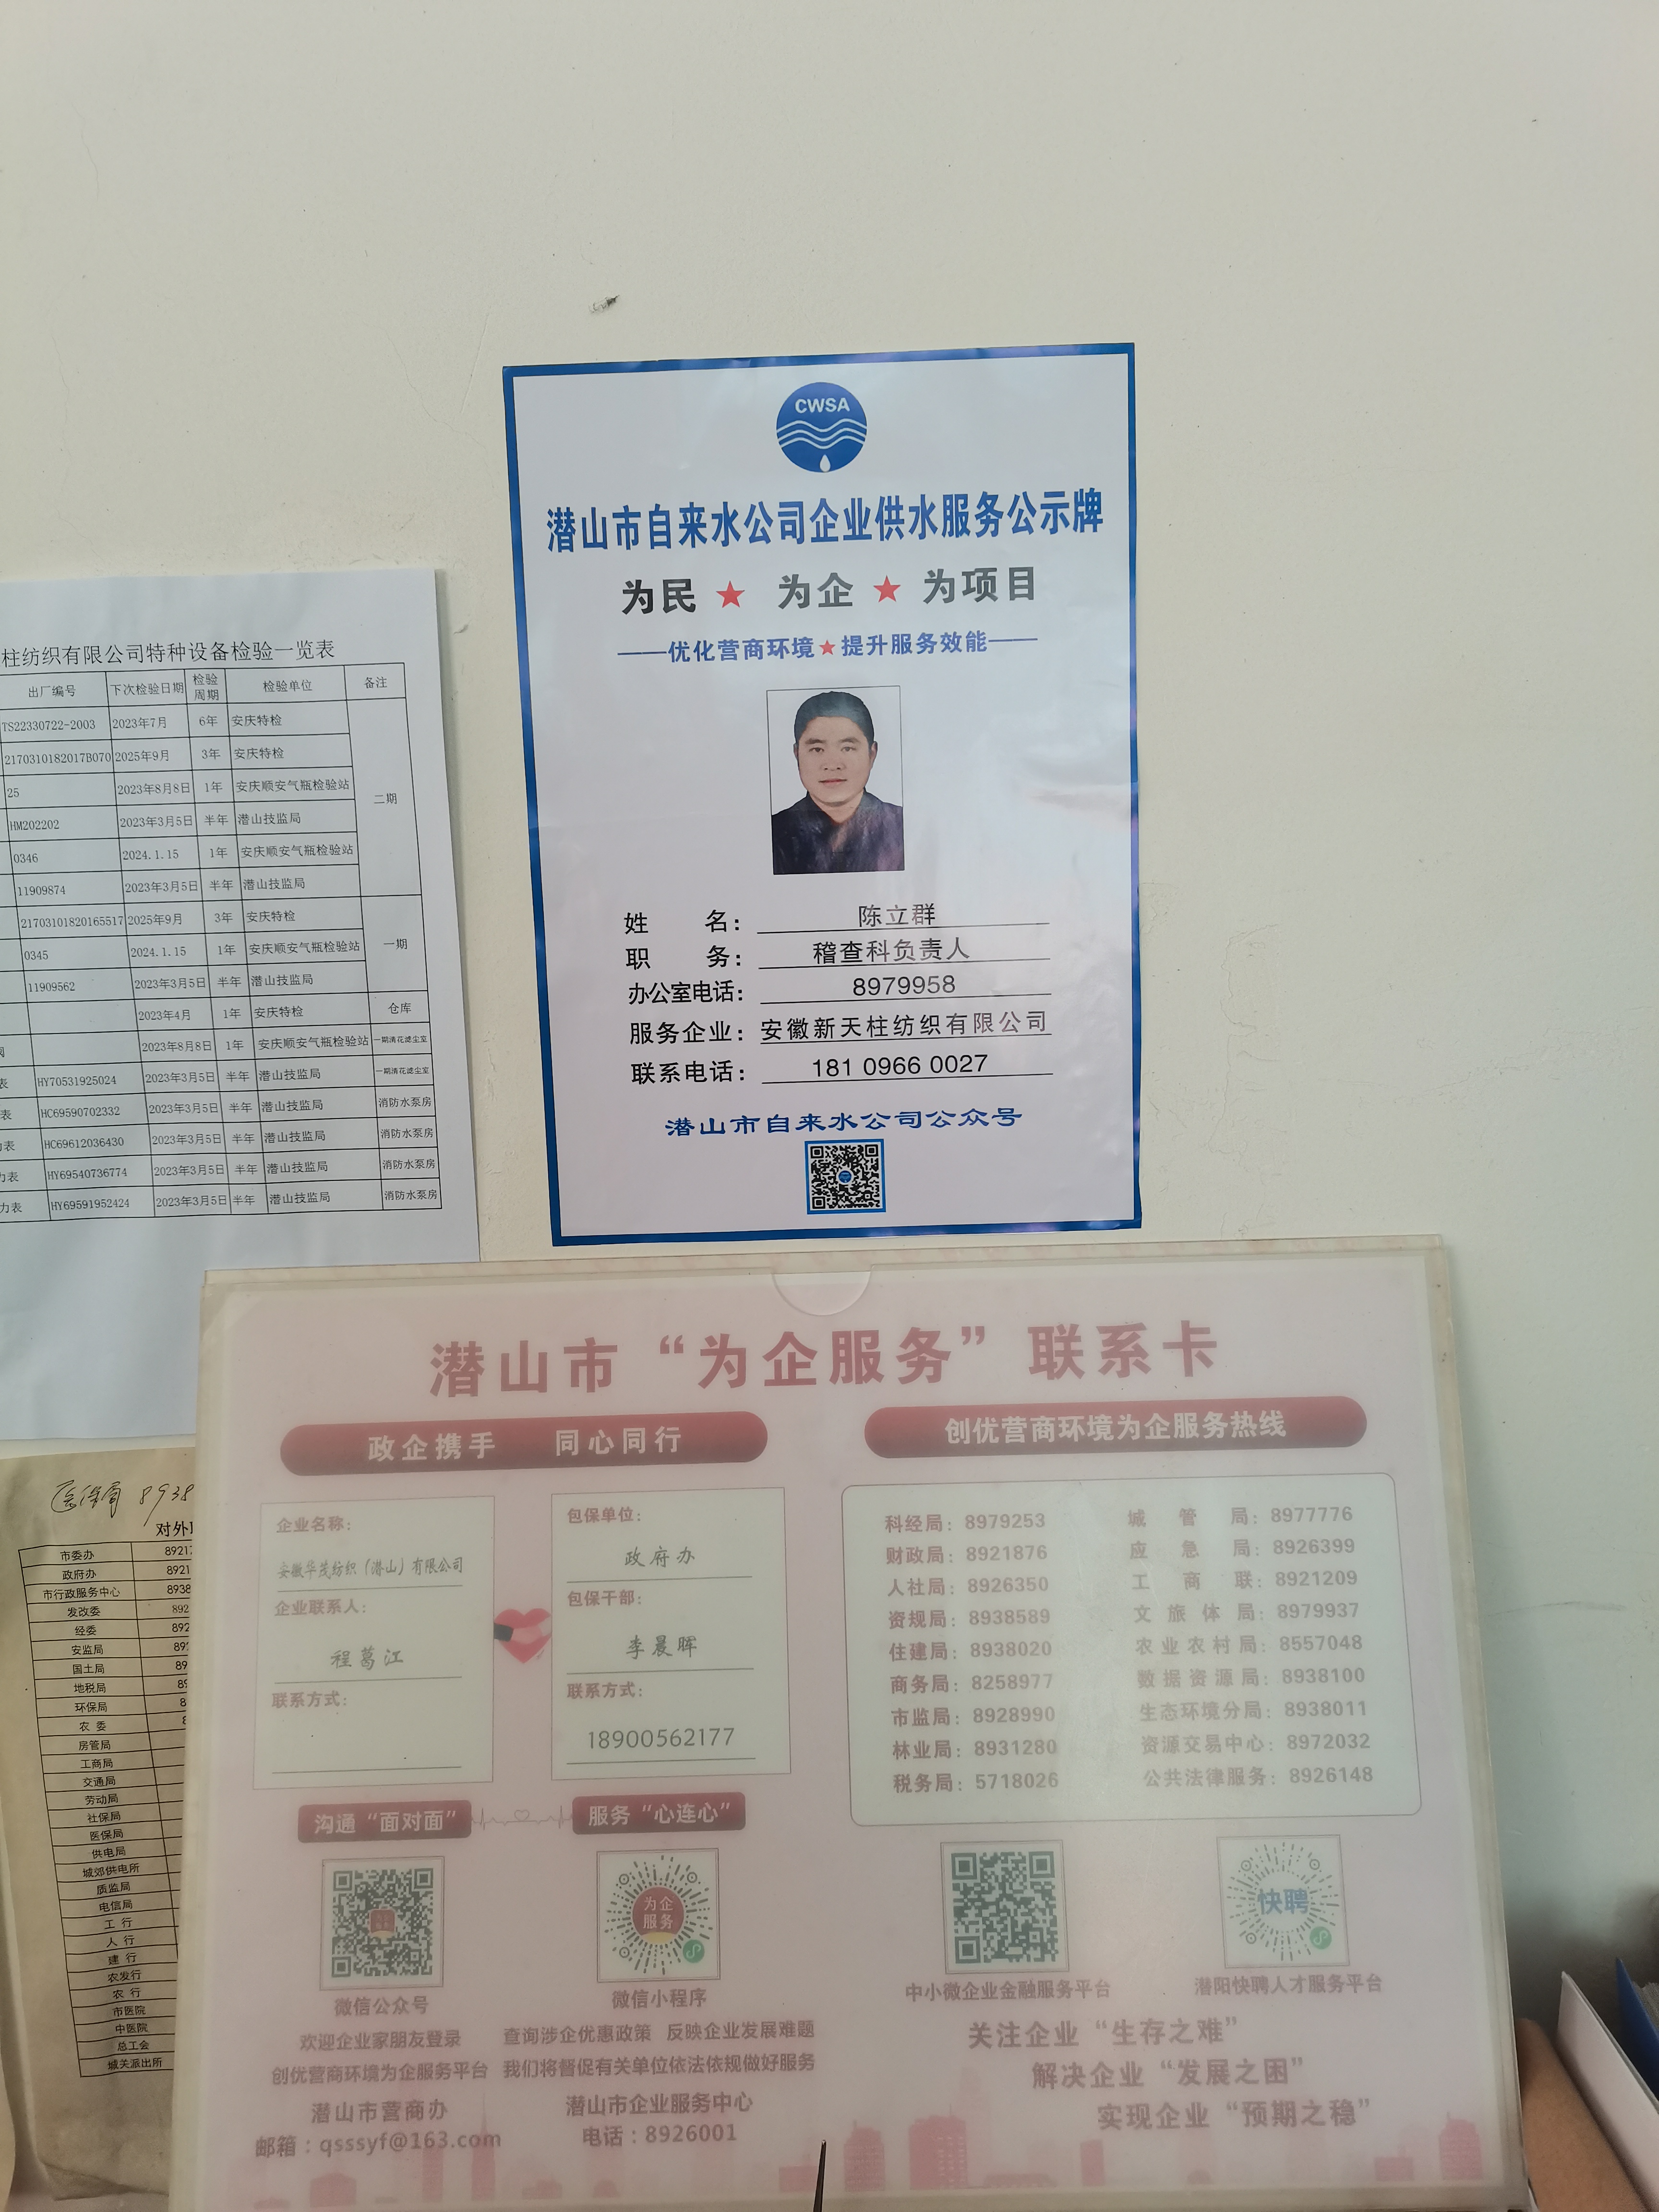 CWSA
潜山市自来水公司企业供水服务公示牌
为民 ★ 为企 ★ 为项目
——优化营商环境★提升服务效能——
姓 名: 陈立群
职 务: 稽查科负责人
办公室电话: 8979958
服务企业: 安徽新天柱纺织有限公司
联系电话: 181 0966 0027
潜山市自来水公司公众号
柱纺织有限公司特种设备检验一览表
出厂编号 下次检验日期 检验周期 检验单位 备注
TS22330722-2003 2023年7月 6年 安庆特检
2170310182017B070 2025年9月 3年 安庆特检
25 2023年8月8日 1年 安庆顺安气瓶检验站 二期
HM202202 2023年3月5日 半年 潜山技监局
0346 2024.1.15 1年 安庆顺安气瓶检验站
11909874 2023年3月5日 半年 潜山技监局
21703101820165517 2025年9月 3年 安庆特检
0345 2024.1.15 1年 安庆顺安气瓶检验站 一期
11909562 2023年3月5日 半年 潜山技监局
2023年4月 1年 安庆特检 仓库
2023年8月8日 1年 安庆顺安气瓶检验站 一期清花滤尘室
表 HY70531925024 2023年3月5日 半年 潜山技监局 一期清花滤尘室
表 HC69590702332 2023年3月5日 半年 潜山技监局 消防水泵房
表 HC69612036430 2023年3月5日 半年 潜山技监局 消防水泵房
力表 HY69540736774 2023年3月5日 半年 潜山技监局 消防水泵房
力表 HY69591952424 2023年3月5日 半年 潜山技监局 消防水泵房
潜山市“为企服务”联系卡
政企携手 同心同行
企业名称:
安徽华茂纺织(潜山)有限公司
企业联系人:
程葛江
联系方式:
包保单位:
政府办
包保干部:
李晨晖
联系方式:
18900562177
沟通“面对面”
服务“心连心”
为企
服务
微信公众号
微信小程序
欢迎企业家朋友登录
创优营商环境为企服务平台
潜山市营商办
邮箱:qsssyf@163.com
查询涉企优惠政策 反映企业发展难题
我们将督促有关单位依法依规做好服务
潜山市企业服务中心
电话:8926001
创优营商环境为企服务热线
科经局: 8979253 城管局: 8977776
财政局: 8921876 应急局: 8926399
人社局: 8926350 工商联: 8921209
资规局: 8938589 文旅体局: 8979937
住建局: 8938020 农业农村局: 8557048
商务局: 8258977 数据资源局: 8938100
市监局: 8928990 生态环境分局: 8938011
林业局: 8931280 资源交易中心: 8972032
税务局: 5718026 公共法律服务: 8926148
快聘
中小微企业金融服务平台
潜阳快聘人才服务平台
关注企业“生存之难”
解决企业“发展之困”
实现企业“预期之稳”
医保局 8938
对外
市委办 8921
政府办 8921
市行政服务中心 8938
发改委 892
经委 892
安监局 892
国土局 89
地税局 89
环保局 8
农 委
房管局
工商局
交通局
劳动局
社保局
医保局
供电局
城郊供电所
质监局
电信局
工 行
人 行
建 行
农发行
农 行
市医院
中医院
总工会
城关派出所